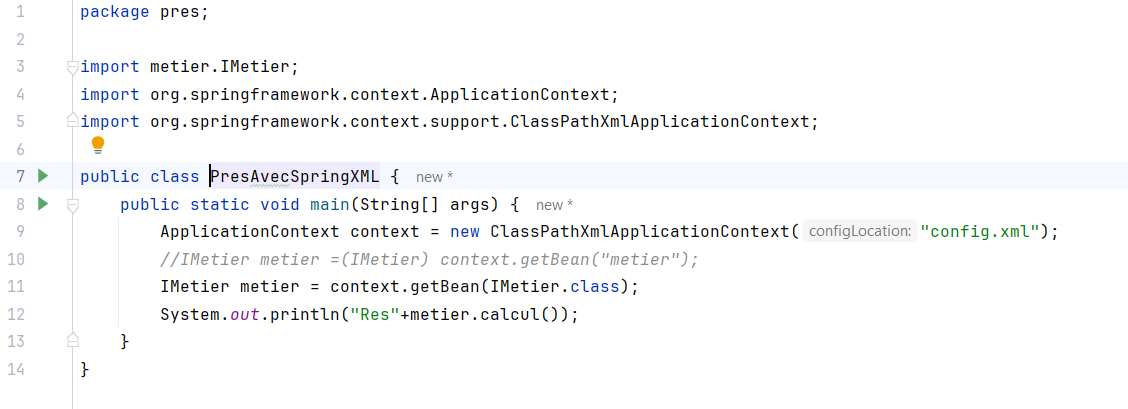 1 package pres;
2
3 import metier.IMetier;
4 import org.springframework.context.ApplicationContext;
5 import org.springframework.context.support.ClassPathXmlApplicationContext;
6
7 public class PresAvecSpringXML { new *
8 public static void main(String[] args) { new *
9 ApplicationContext context = new ClassPathXmlApplicationContext( configLocation: "config.xml");
10 //IMetier metier =(IMetier) context.getBean("metier");
11 IMetier metier = context.getBean(IMetier.class);
12 System.out.println("Res"+metier.calcul());
13 }
14 }